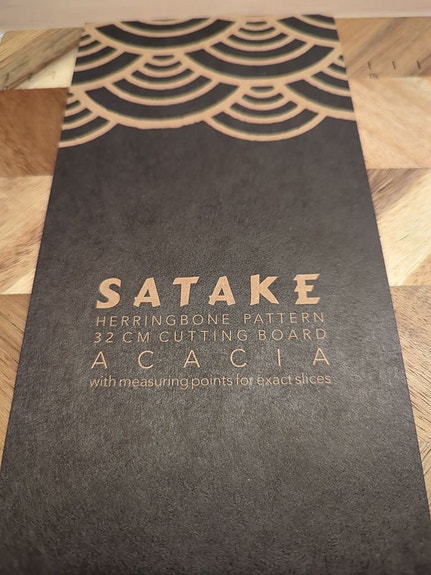 SATAKE
HERRINGBONE PATTERN
32 CM CUTTING BOARD
ACACIA
with measuring points for exact slices